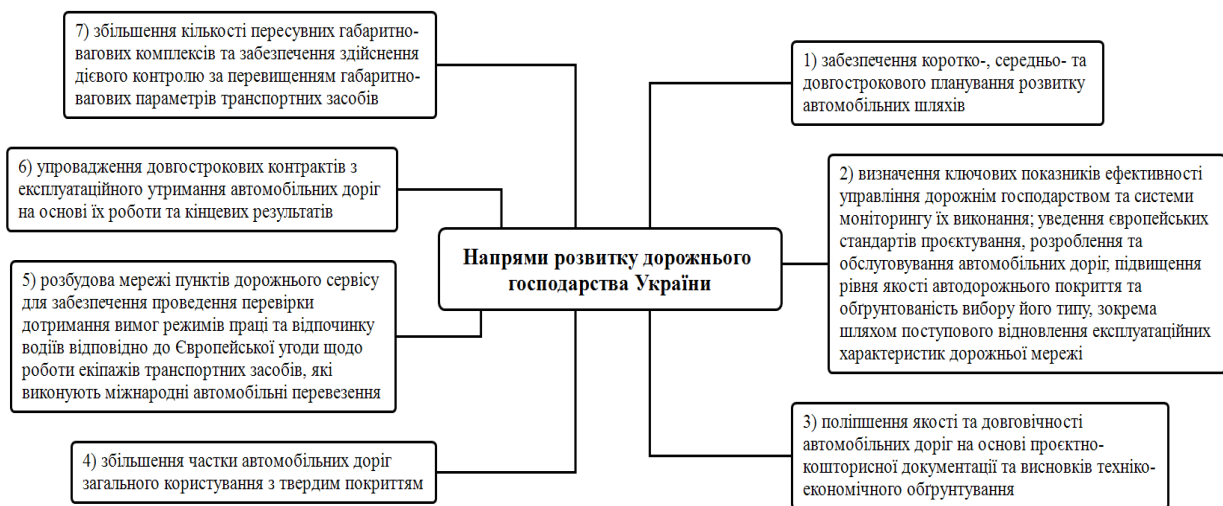 7) збільшення кількості пересувних габаритно-
вагових комплексів та забезпечення здійснення
дієвого контролю за перевищенням габаритно-
вагових параметрів транспортних засобів
1) забезпечення коротко-, середньо- та
довгострокового планування розвитку
автомобільних шляхів
6) упровадження довгострокових контрактів з
експлуатаційного утримання автомобільних доріг
на основі їх роботи та кінцевих результатів
2) визначення ключових показників ефективності
управління дорожнім господарством та системи
моніторингу їх виконання; уведення європейських
стандартів проєктування, розроблення та
обслуговування автомобільних доріг, підвищення
рівня якості автодорожнього покриття та
обґрунтованість вибору його типу, зокрема
шляхом поступового відновлення експлуатаційних
характеристик дорожньої мережі
Напрями розвитку дорожнього
господарства України
5) розбудова мережі пунктів дорожнього сервісу
для забезпечення проведення перевірки
дотримання вимог режимів праці та відпочинку
водіїв відповідно до Європейської угоди щодо
роботи екіпажів транспортних засобів, які
виконують міжнародні автомобільні перевезення
3) поліпшення якості та довговічності
автомобільних доріг на основі проєктно-
кошторисної документації та висновків техніко-
економічного обґрунтування
4) збільшення частки автомобільних доріг
загального користування з твердим покриттям